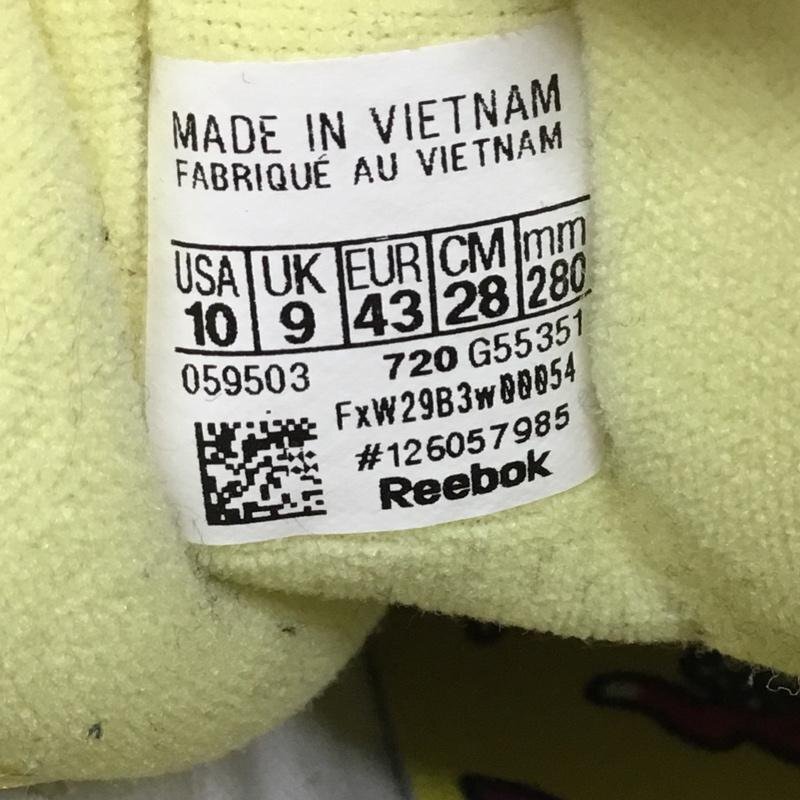 MADE IN VIETNAM
FABRIQUÉ AU VIETNAM
USA UK EUR CM mm
10 9 43 28 280
059503 720 G55351
FxW29B3w00054
#126057985
Reebok